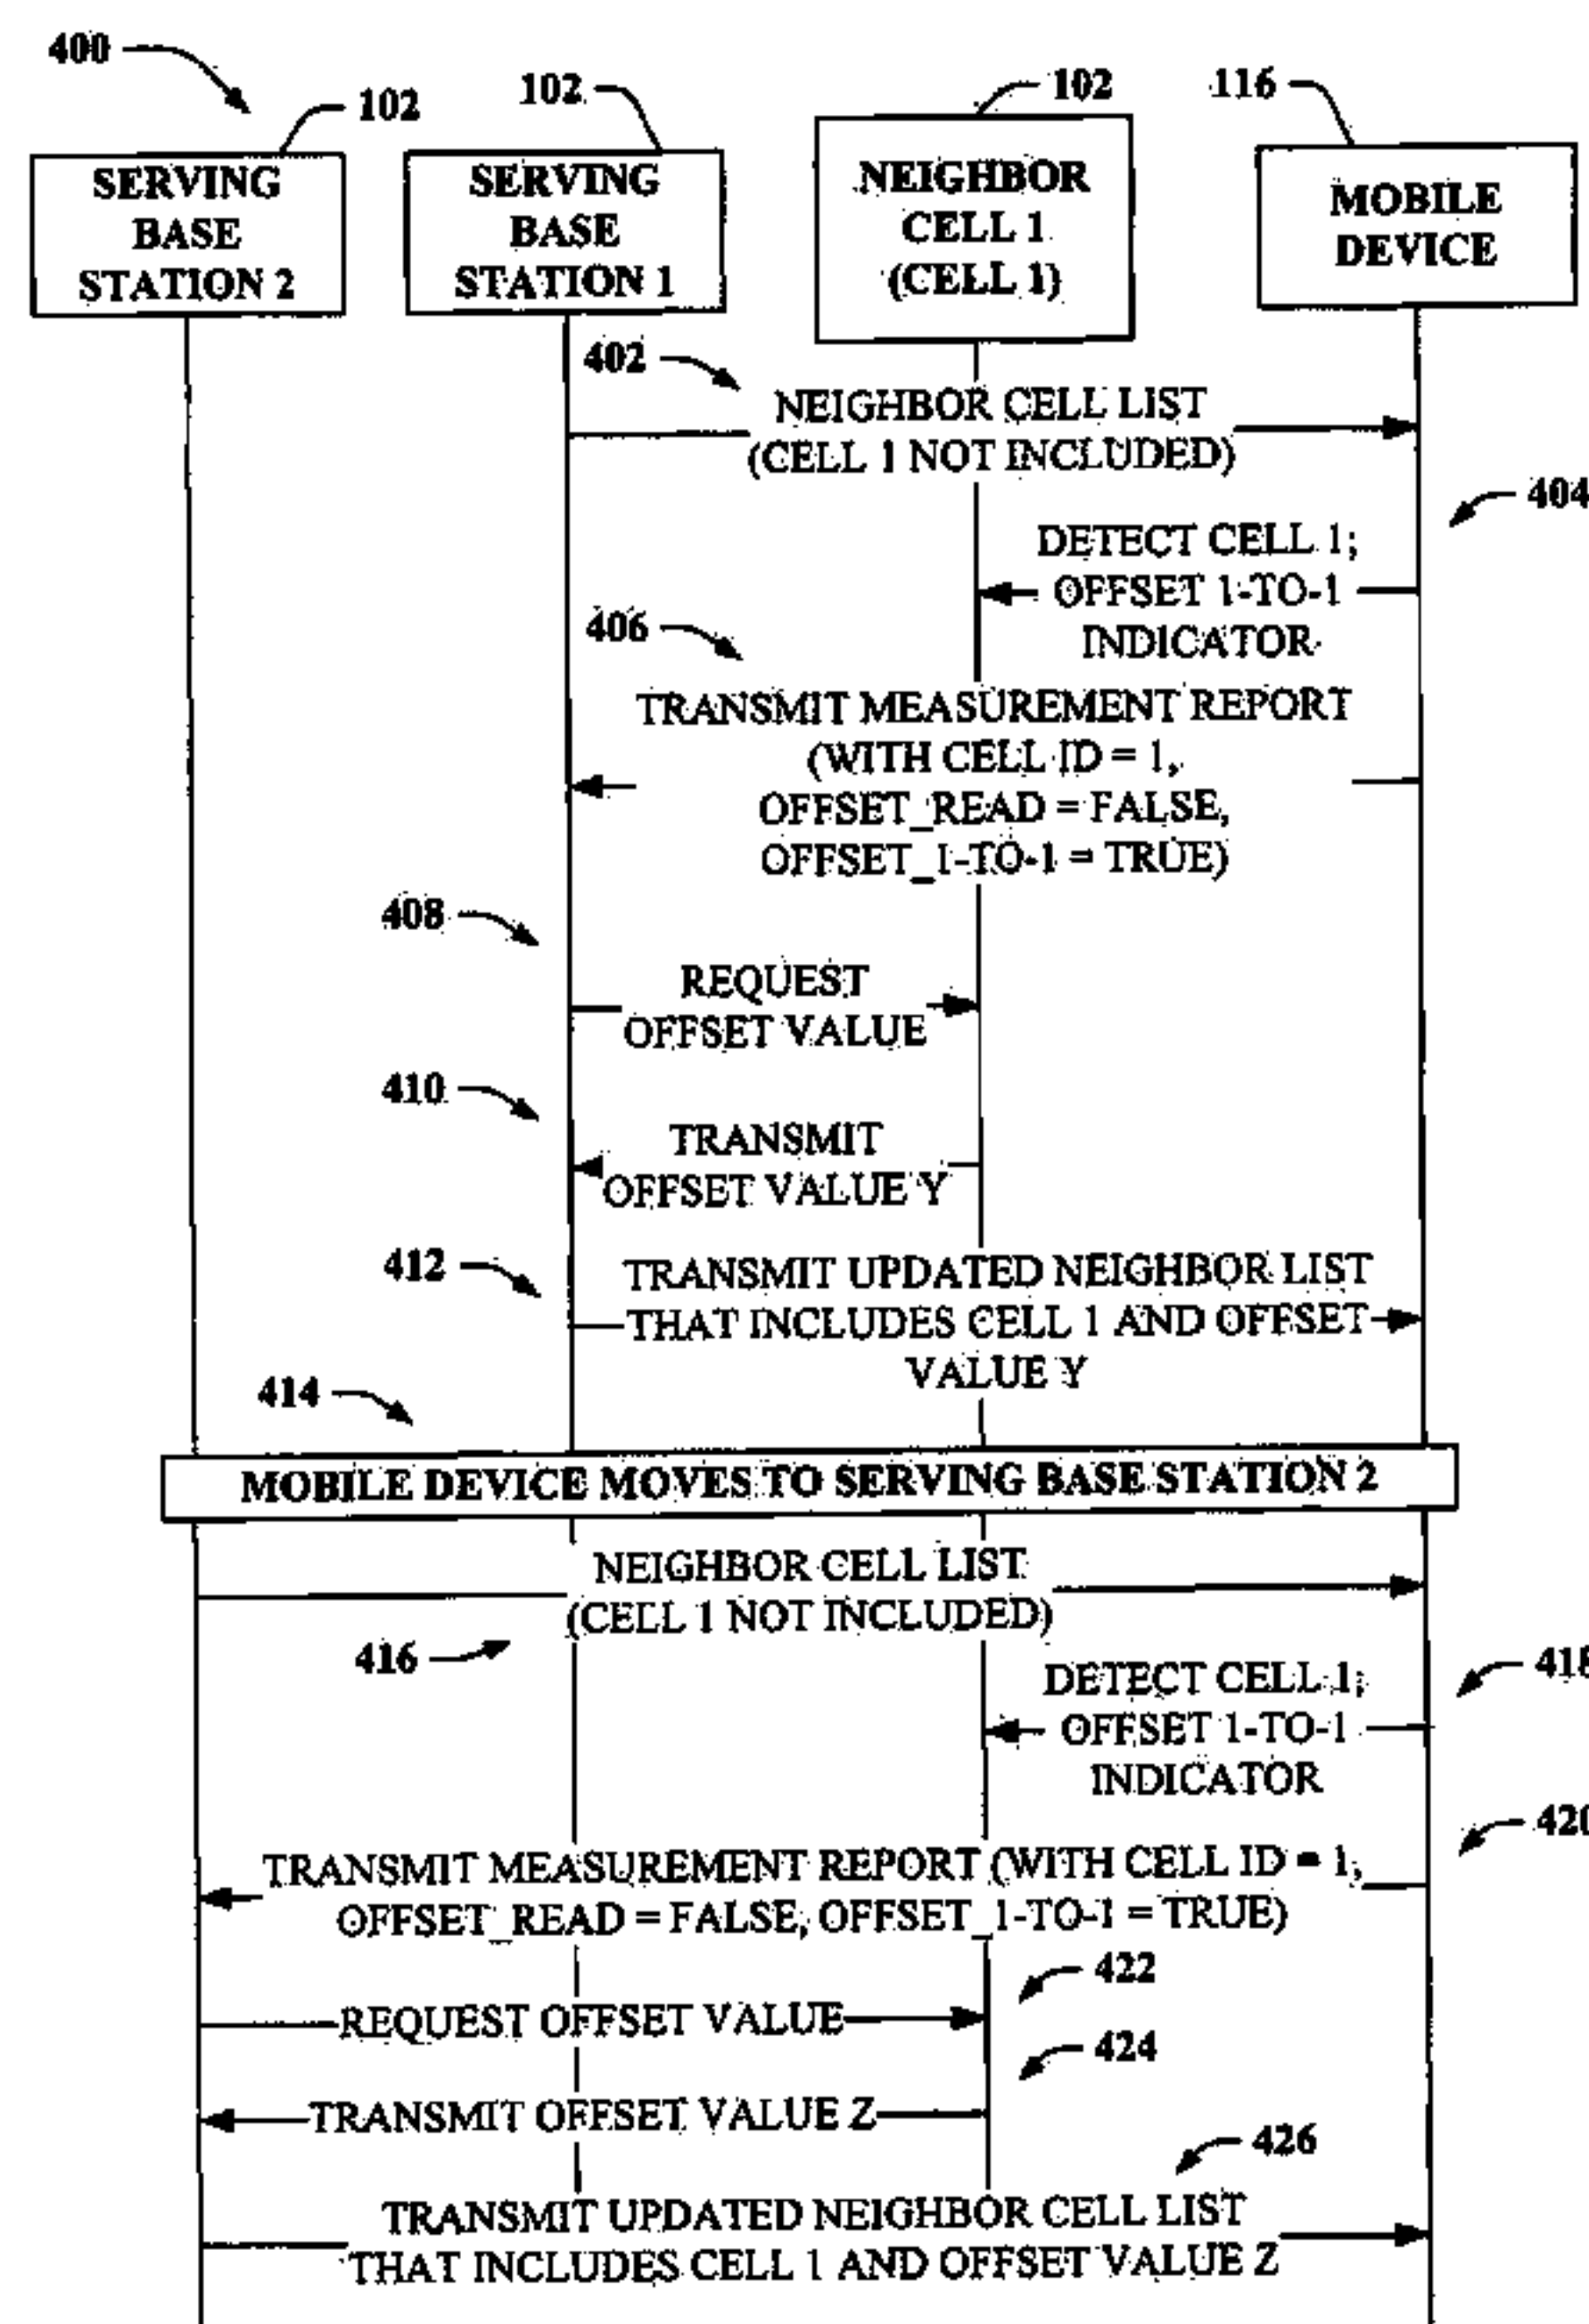 400
102
102
102
116
SERVING
BASE
STATION 2
SERVING
BASE
STATION 1
NEIGHBOR
CELL 1
(CELL 1)
MOBILE
DEVICE
402
NEIGHBOR CELL LIST
(CELL 1 NOT INCLUDED)
404
DETECT CELL 1;
OFFSET 1-TO-1
INDICATOR
406
TRANSMIT MEASUREMENT REPORT
(WITH CELL ID = 1,
OFFSET_READ = FALSE,
OFFSET_1-TO-1 = TRUE)
408
REQUEST
OFFSET VALUE
410
TRANSMIT
OFFSET VALUE Y
412
TRANSMIT UPDATED NEIGHBOR LIST
THAT INCLUDES CELL 1 AND OFFSET
VALUE Y
414
MOBILE DEVICE MOVES TO SERVING BASE STATION 2
NEIGHBOR CELL LIST
(CELL 1 NOT INCLUDED)
416
418
DETECT CELL 1;
OFFSET 1-TO-1
INDICATOR
420
TRANSMIT MEASUREMENT REPORT (WITH CELL ID = 1,
OFFSET_READ = FALSE, OFFSET_1-TO-1 = TRUE)
422
REQUEST OFFSET VALUE
424
TRANSMIT OFFSET VALUE Z
426
TRANSMIT UPDATED NEIGHBOR CELL LIST
THAT INCLUDES CELL 1 AND OFFSET VALUE Z